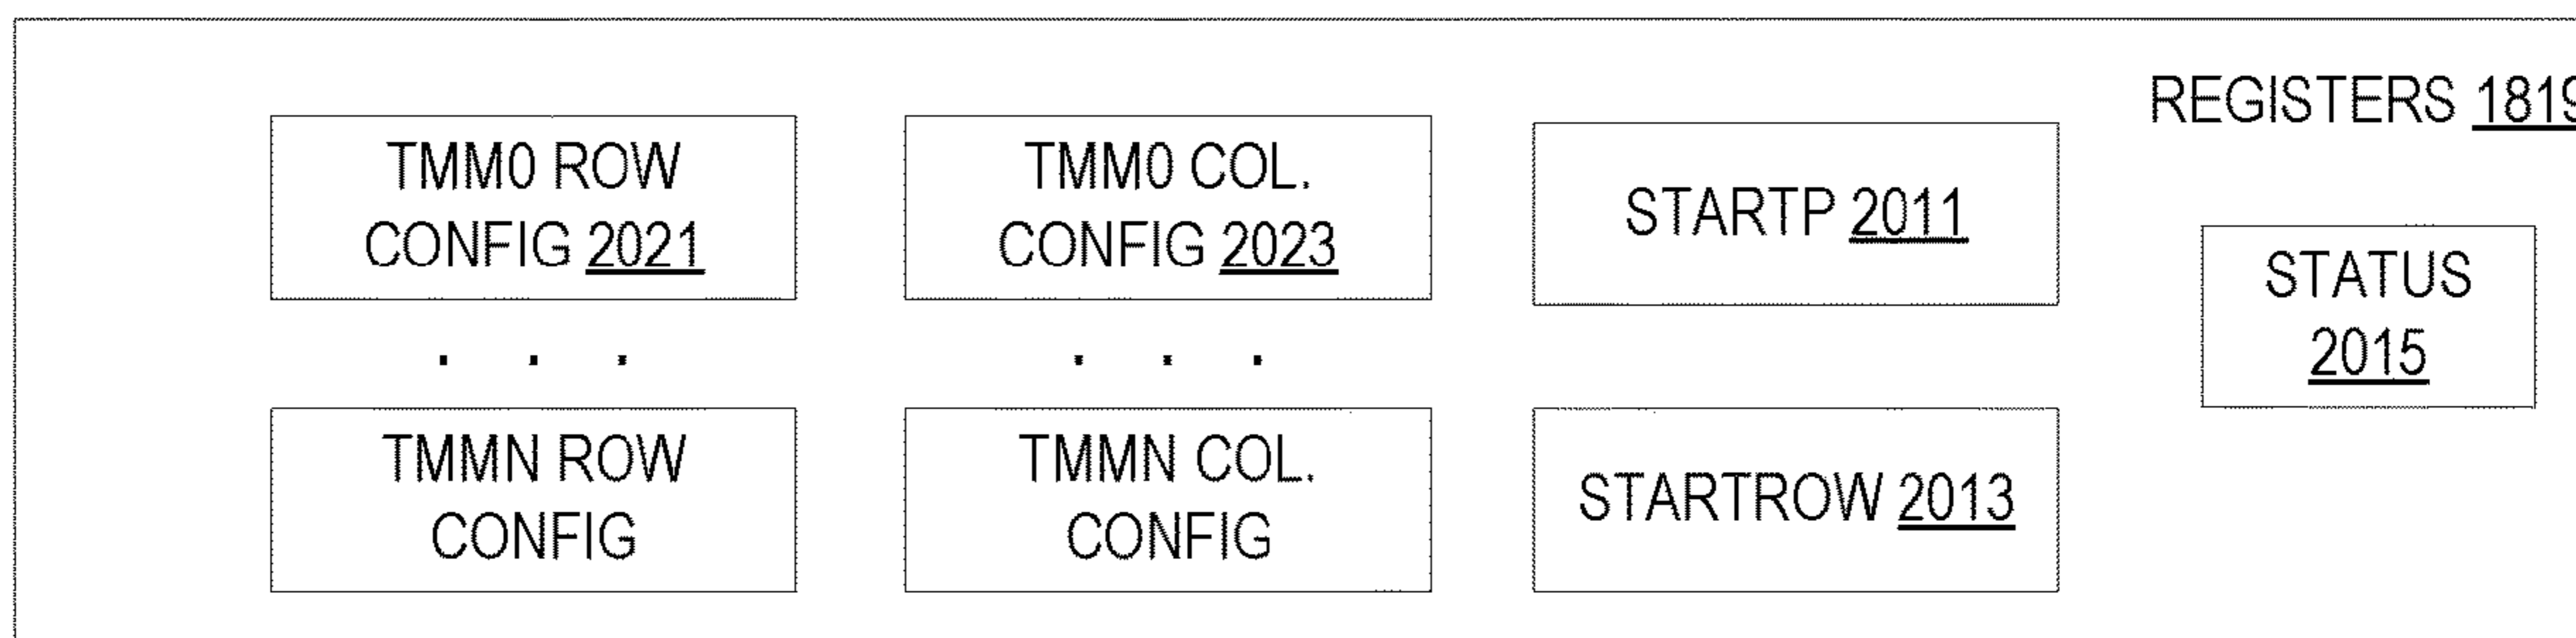 REGISTERS 1819
TMM0 ROW
CONFIG 2021
TMM0 COL.
CONFIG 2023
STARTP 2011
STATUS
2015
. . .
. . .
TMMN ROW
CONFIG
TMMN COL.
CONFIG
STARTROW 2013